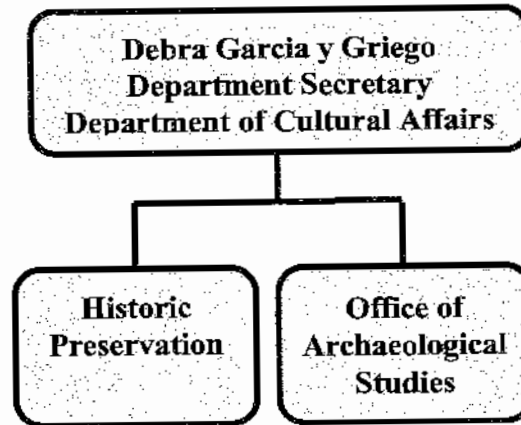 Debra Garcia y Griego
Department Secretary
Department of Cultural Affairs
Historic
Preservation
Office of
Archaeological
Studies